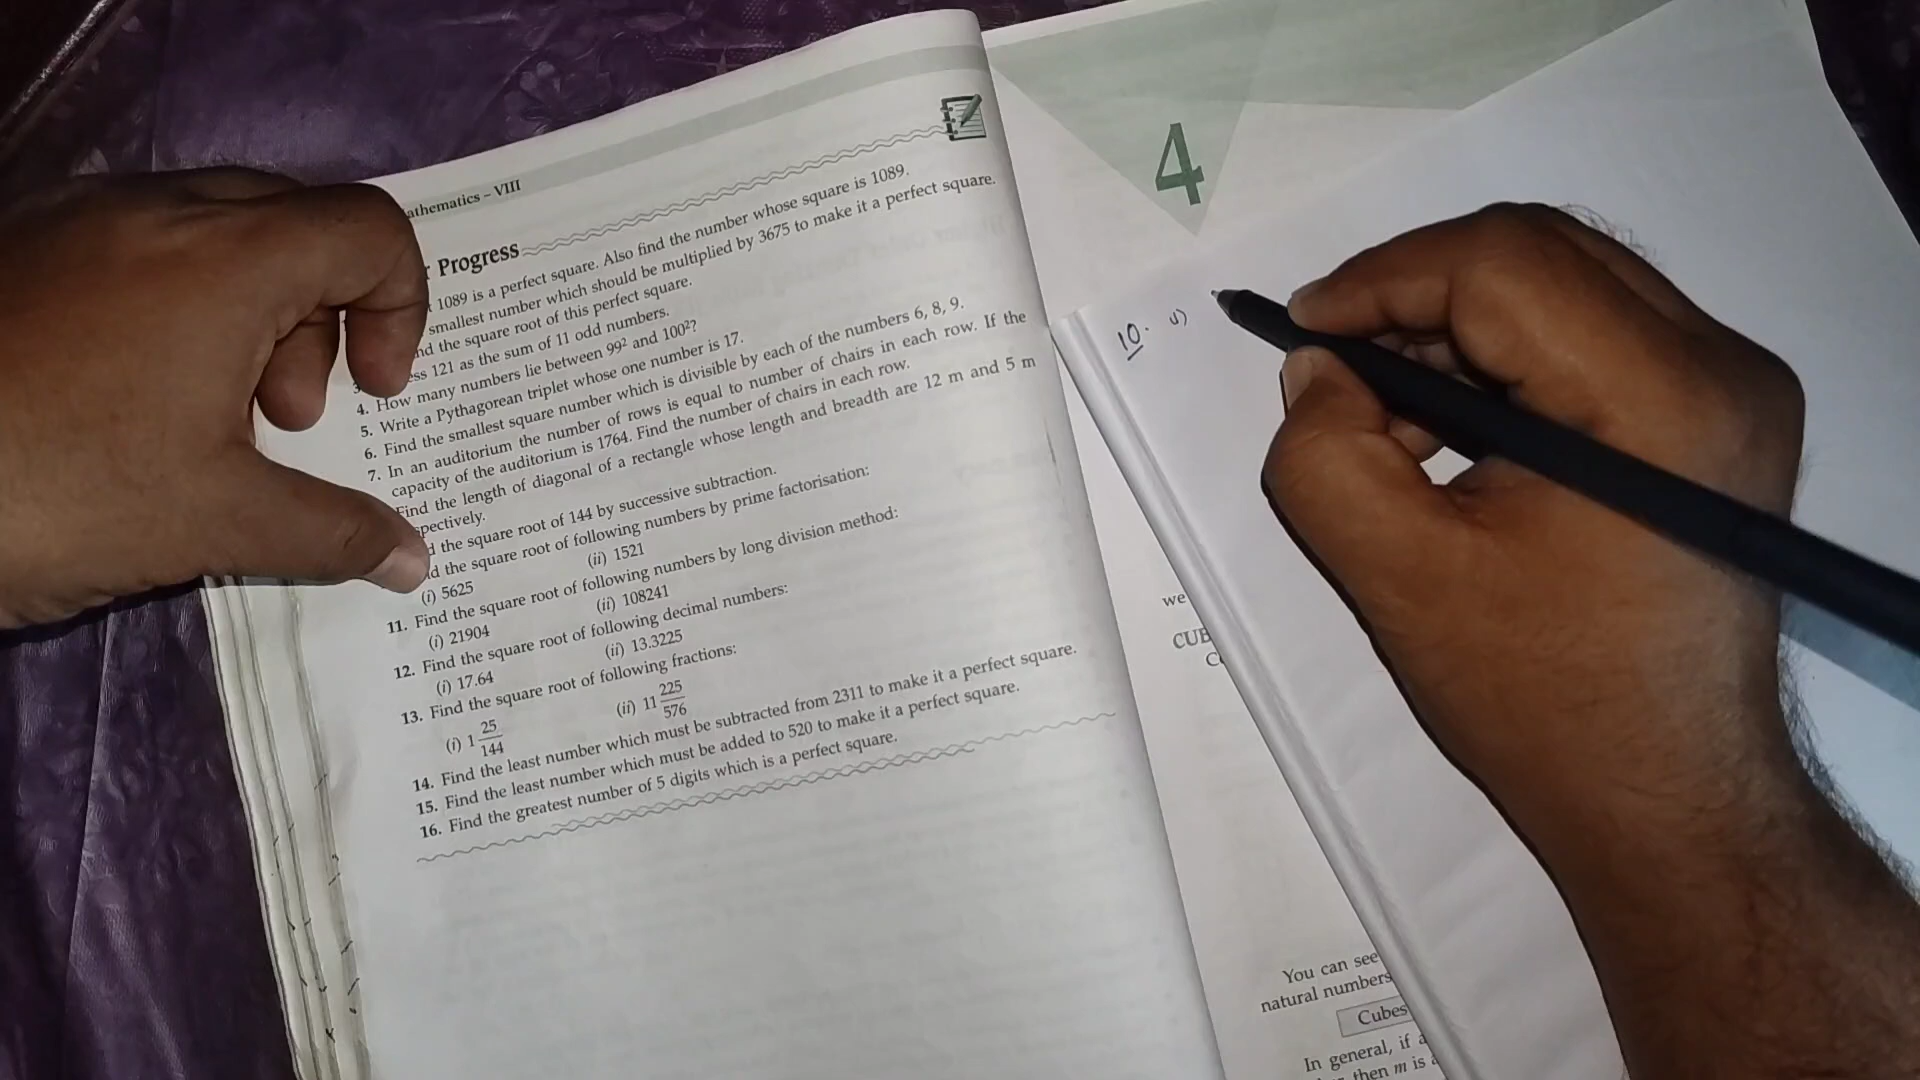 athematics – VIII
Progress
1089 is a perfect square. Also find the number whose square is 1089.
smallest number which should be multiplied by 3675 to make it a perfect square.
nd the square root of this perfect square.
3. ess 121 as the sum of 11 odd numbers.
4. How many numbers lie between 99² and 100²?
5. Write a Pythagorean triplet whose one number is 17.
6. Find the smallest square number which is divisible by each of the numbers 6, 8, 9.
7. In an auditorium the number of rows is equal to number of chairs in each row. If the
capacity of the auditorium is 1764. Find the number of chairs in each row.
Find the length of diagonal of a rectangle whose length and breadth are 12 m and 5 m
spectively.
d the square root of 144 by successive subtraction.
d the square root of following numbers by prime factorisation:
(i) 5625 (ii) 1521
11. Find the square root of following numbers by long division method:
(i) 21904 (ii) 108241
12. Find the square root of following decimal numbers:
(i) 17.64 (ii) 13.3225
13. Find the square root of following fractions:
(i) 1 25/144 (ii) 11 225/576
14. Find the least number which must be subtracted from 2311 to make it a perfect square.
15. Find the least number which must be added to 520 to make it a perfect square.
16. Find the greatest number of 5 digits which is a perfect square.
4
10.
we
CUB
You can see
natural numbers
Cubes
In general, if a
then m is a